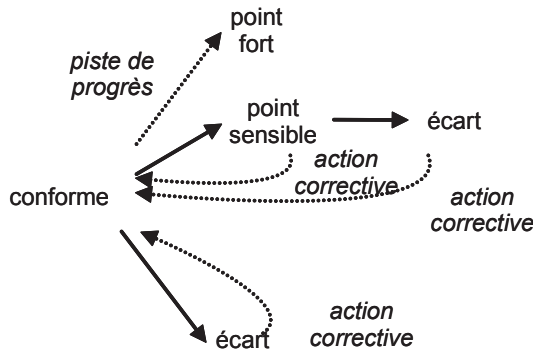 point
fort
piste de
progrès
point
sensible
écart
action
corrective
conforme
action
corrective
écart
action
corrective